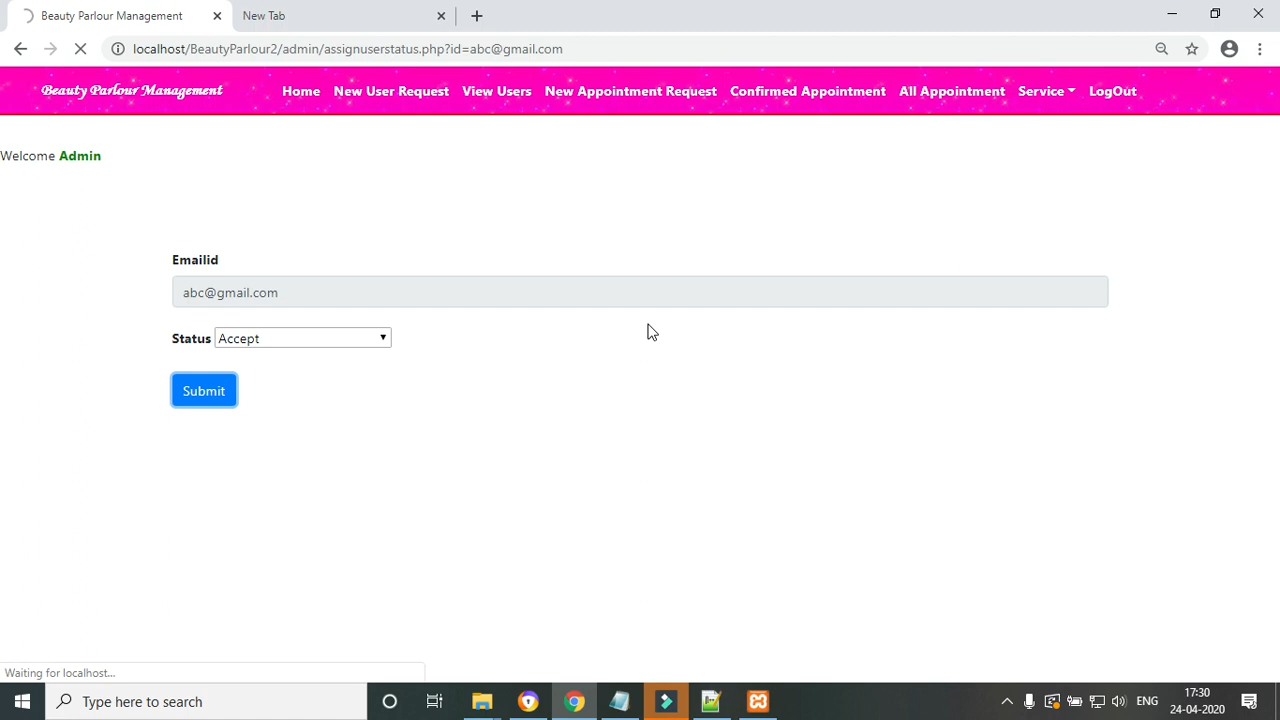 Beauty Parlour Management
New Tab
localhost/BeautyParlour2/admin/assignuserstatus.php?id=abc@gmail.com
Beauty Parlour Management Home New User Request View Users New Appointment Request Confirmed Appointment All Appointment Service LogOut
Welcome Admin
Emailid
abc@gmail.com
Status Accept
Submit
Waiting for localhost...
Type here to search
ENG
17:30
24-04-2020